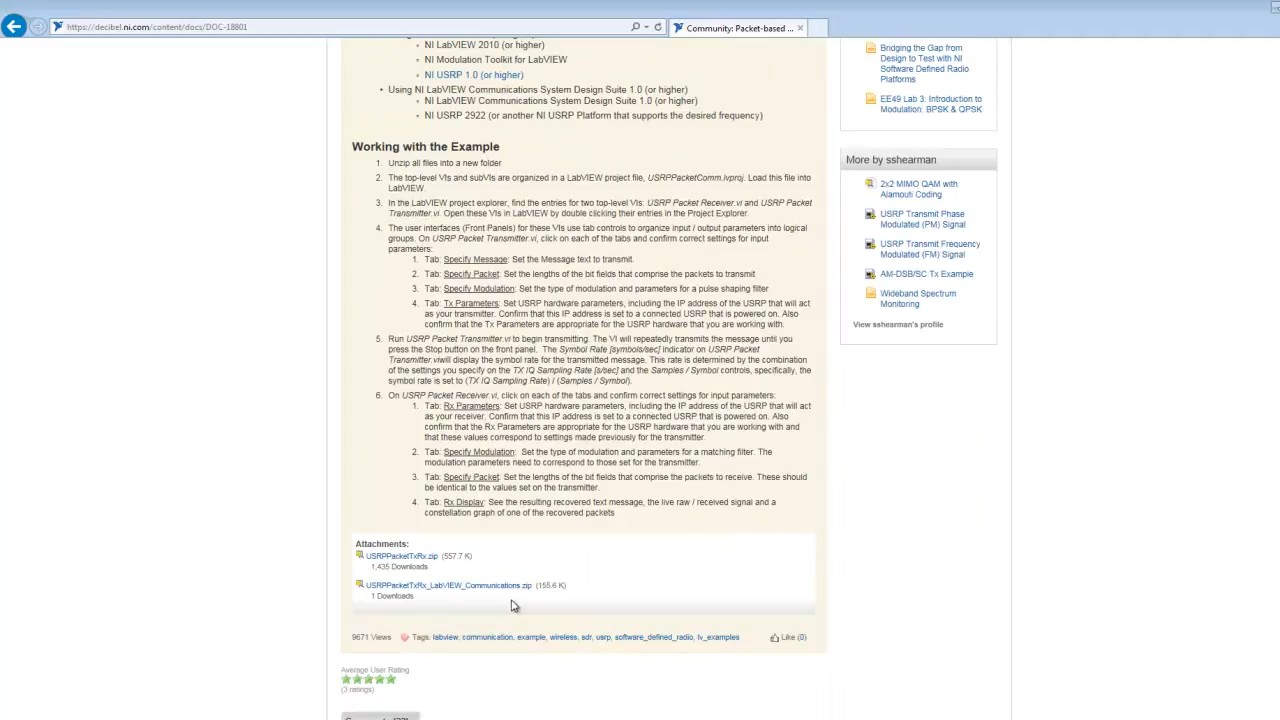 https://decibel.ni.com/content/docs/DOC-18801
Community: Packet-based ...
NI LabVIEW 2010 (or higher)
NI Modulation Toolkit for LabVIEW
NI USRP 1.0 (or higher)
Using NI LabVIEW Communications System Design Suite 1.0 (or higher)
NI LabVIEW Communications System Design Suite 1.0 (or higher)
NI USRP 2922 (or another NI USRP Platform that supports the desired frequency)
Working with the Example
1. Unzip all files into a new folder
2. The top-level VIs and subVIs are organized in a LabVIEW project file, USRPPacketComm.lvproj. Load this file into
LabVIEW.
3. In the LabVIEW project explorer, find the entries for two top-level VIs: USRP Packet Receiver.vi and USRP Packet
Transmitter.vi. Open these VIs in LabVIEW by double clicking their entries in the Project Explorer.
4. The user interfaces (Front Panels) for these VIs use tab controls to organize input / output parameters into logical
groups. On USRP Packet Transmitter.vi, click on each of the tabs and confirm correct settings for input
parameters:
1. Tab: Specify Message: Set the Message text to transmit.
2. Tab: Specify Packet: Set the lengths of the bit fields that comprise the packets to transmit
3. Tab: Specify Modulation: Set the type of modulation and parameters for a pulse shaping filter
4. Tab: Tx Parameters: Set USRP hardware parameters, including the IP address of the USRP that will act
as your transmitter. Confirm that this IP address is set to a connected USRP that is powered on. Also
confirm that the Tx Parameters are appropriate for the USRP hardware that you are working with.
5. Run USRP Packet Transmitter.vi to begin transmitting. The VI will repeatedly transmits the message until you
press the Stop button on the front panel. The Symbol Rate [symbols/sec] indicator on USRP Packet
Transmitter.viwill display the symbol rate for the transmitted message. This rate is determined by the combination
of the settings you specify on the TX IQ Sampling Rate [s/sec] and the Samples / Symbol controls, specifically, the
symbol rate is set to (TX IQ Sampling Rate) / (Samples / Symbol).
6. On USRP Packet Receiver.vi, click on each of the tabs and confirm correct settings for input parameters:
1. Tab: Rx Parameters: Set USRP hardware parameters, including the IP address of the USRP that will act
as your receiver. Confirm that this IP address is set to a connected USRP that is powered on. Also
confirm that the Rx Parameters are appropriate for the USRP hardware that you are working with and
that these values correspond to settings made previously for the transmitter.
2. Tab: Specify Modulation: Set the type of modulation and parameters for a matching filter. The
modulation parameters need to correspond to those set for the transmitter.
3. Tab: Specify Packet: Set the lengths of the bit fields that comprise the packets to receive. These should
be identical to the values set on the transmitter.
4. Tab: Rx Display: See the resulting recovered text message, the live raw / received signal and a
constellation graph of one of the recovered packets
Attachments:
USRPPacketTxRx.zip (557.7 K)
1,435 Downloads
USRPPacketTxRx_LabVIEW_Communications.zip (155.6 K)
1 Downloads
9671 Views Tags: labview, communication, example, wireless, sdr, usrp, software_defined_radio, lv_examples Like (0)
Average User Rating
(3 ratings)
Bridging the Gap from
Design to Test with NI
Software Defined Radio
Platforms
EE49 Lab 3: Introduction to
Modulation: BPSK & QPSK
More by sshearman
2x2 MIMO QAM with
Alamouti Coding
USRP Transmit Phase
Modulated (PM) Signal
USRP Transmit Frequency
Modulated (FM) Signal
AM-DSB/SC Tx Example
Wideband Spectrum
Monitoring
View sshearman's profile